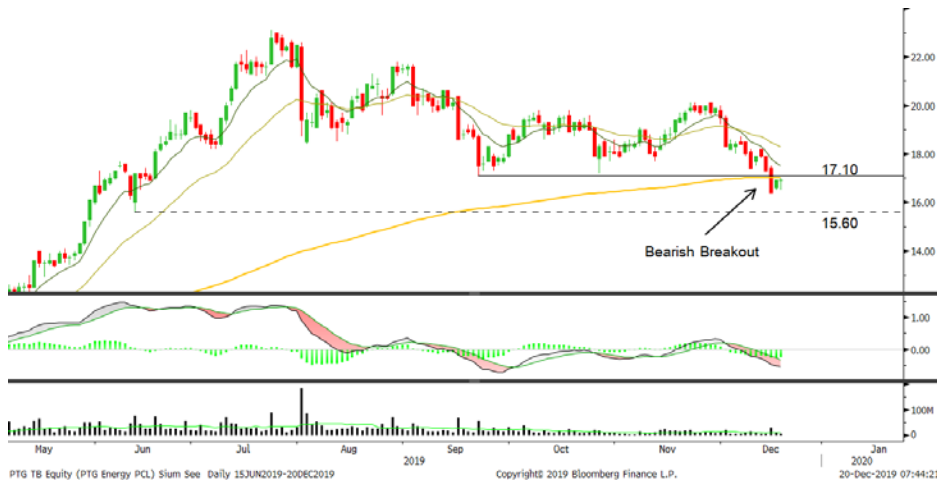 22.00
20.00
18.00
17.10
16.00
15.60
Bearish Breakout
14.00
1.00
0.00
100M
0
May Jun Jul Aug Sep Oct Nov Dec Jan
2019 2020
PTG TB Equity (PTG Energy PCL) Sium See Daily 15JUN2019-20DEC2019 Copyright© 2019 Bloomberg Finance L.P. 20-Dec-2019 07:44:21